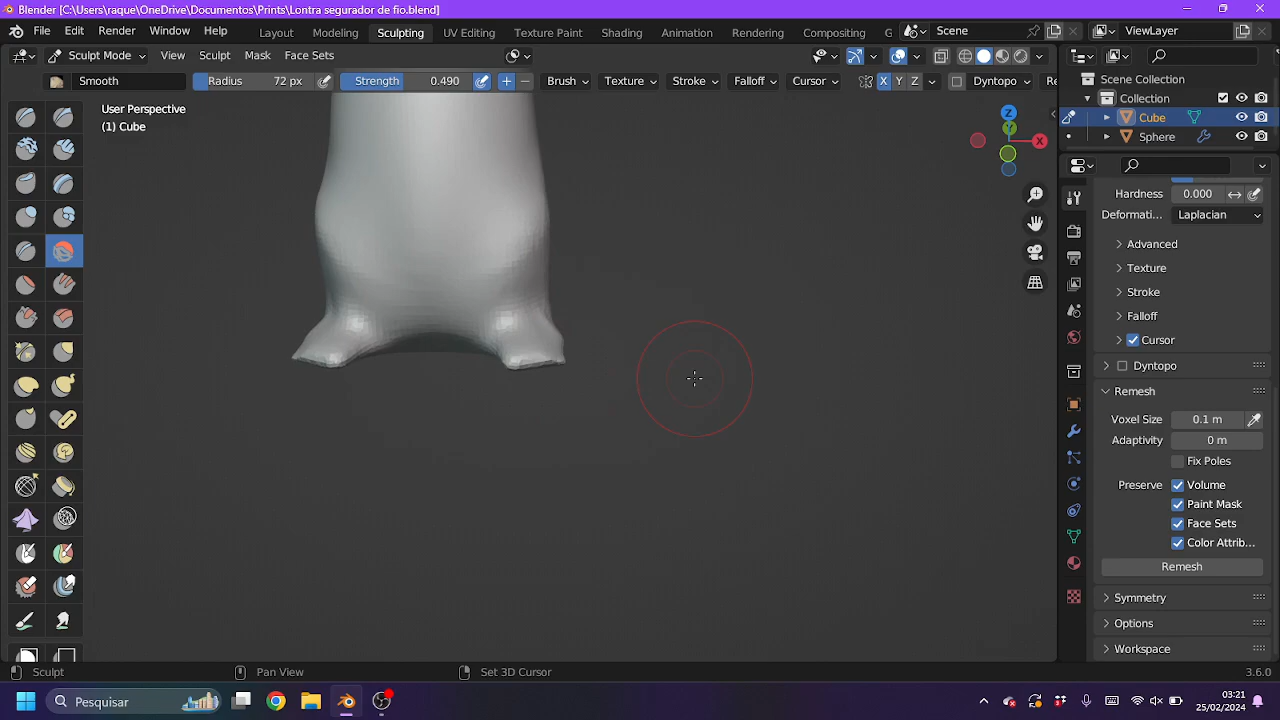 Blender [C:\Users\raque\OneDrive\Documentos\Prints\Lontra segurador de fio.blend]
File Edit Render Window Help Layout Modeling Sculpting UV Editing Texture Paint Shading Animation Rendering Compositing G Scene ViewLayer
Sculpt Mode View Sculpt Mask Face Sets
Smooth Radius 72 px Strength 0.490 Brush Texture Stroke Falloff Cursor X Y Z Dyntopo Re
User Perspective
(1) Cube
Z
Y
X
Scene Collection
Collection
Cube
Sphere
Hardness 0.000
Deformati... Laplacian
Advanced
Texture
Stroke
Falloff
Cursor
Dyntopo
Remesh
Voxel Size 0.1 m
Adaptivity 0 m
Fix Poles
Preserve Volume
Paint Mask
Face Sets
Color Attrib...
Remesh
Symmetry
Options
Workspace
Sculpt Pan View Set 3D Cursor 3.6.0
Pesquisar 03:21
25/02/2024